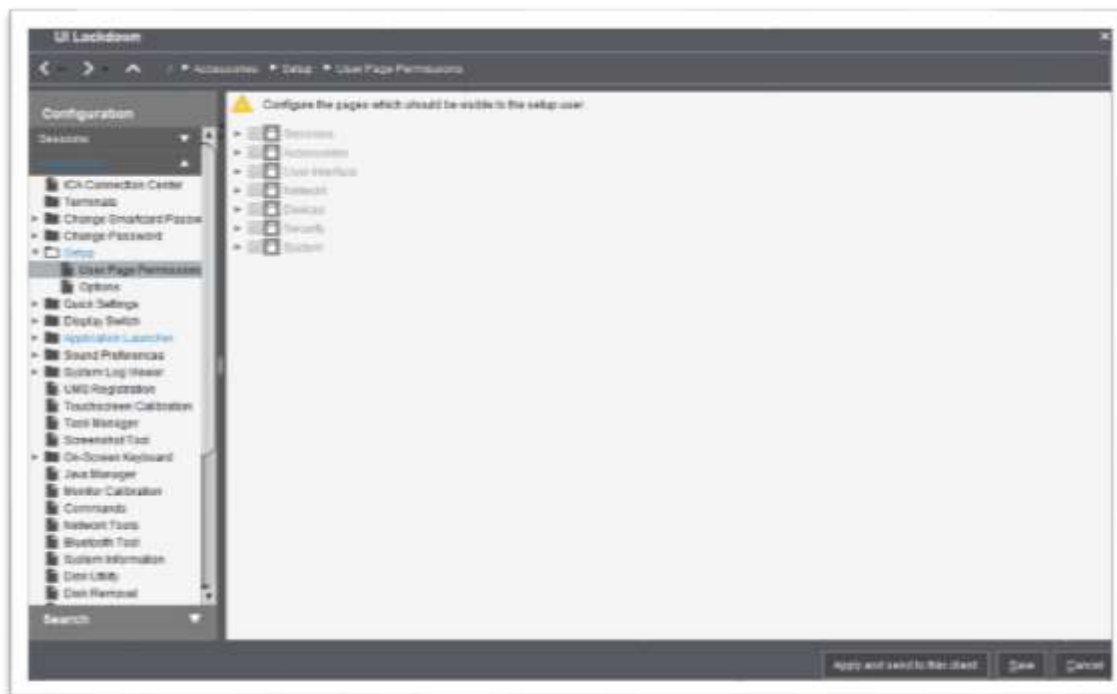 UI Lockdown
Accessories Setup User Page Permissions
Configuration
Sessions
Accessories
ICA Connection Center
Terminals
Change Smartcard Passw
Change Password
Setup
User Page Permissions
Options
Quick Settings
Display Switch
Application Launcher
Sound Preferences
System Log Viewer
UMS Registration
Touchscreen Calibration
Task Manager
Screenshot Tool
On-Screen Keyboard
Java Manager
Monitor Calibration
Commands
Network Tools
Bluetooth Tool
System Information
Disk Utility
Disk Removal
Search
Configure the pages which should be visible to the setup user
Sessions
Accessories
User Interface
Network
Devices
Security
System
Apply and send to thin client
Save
Cancel